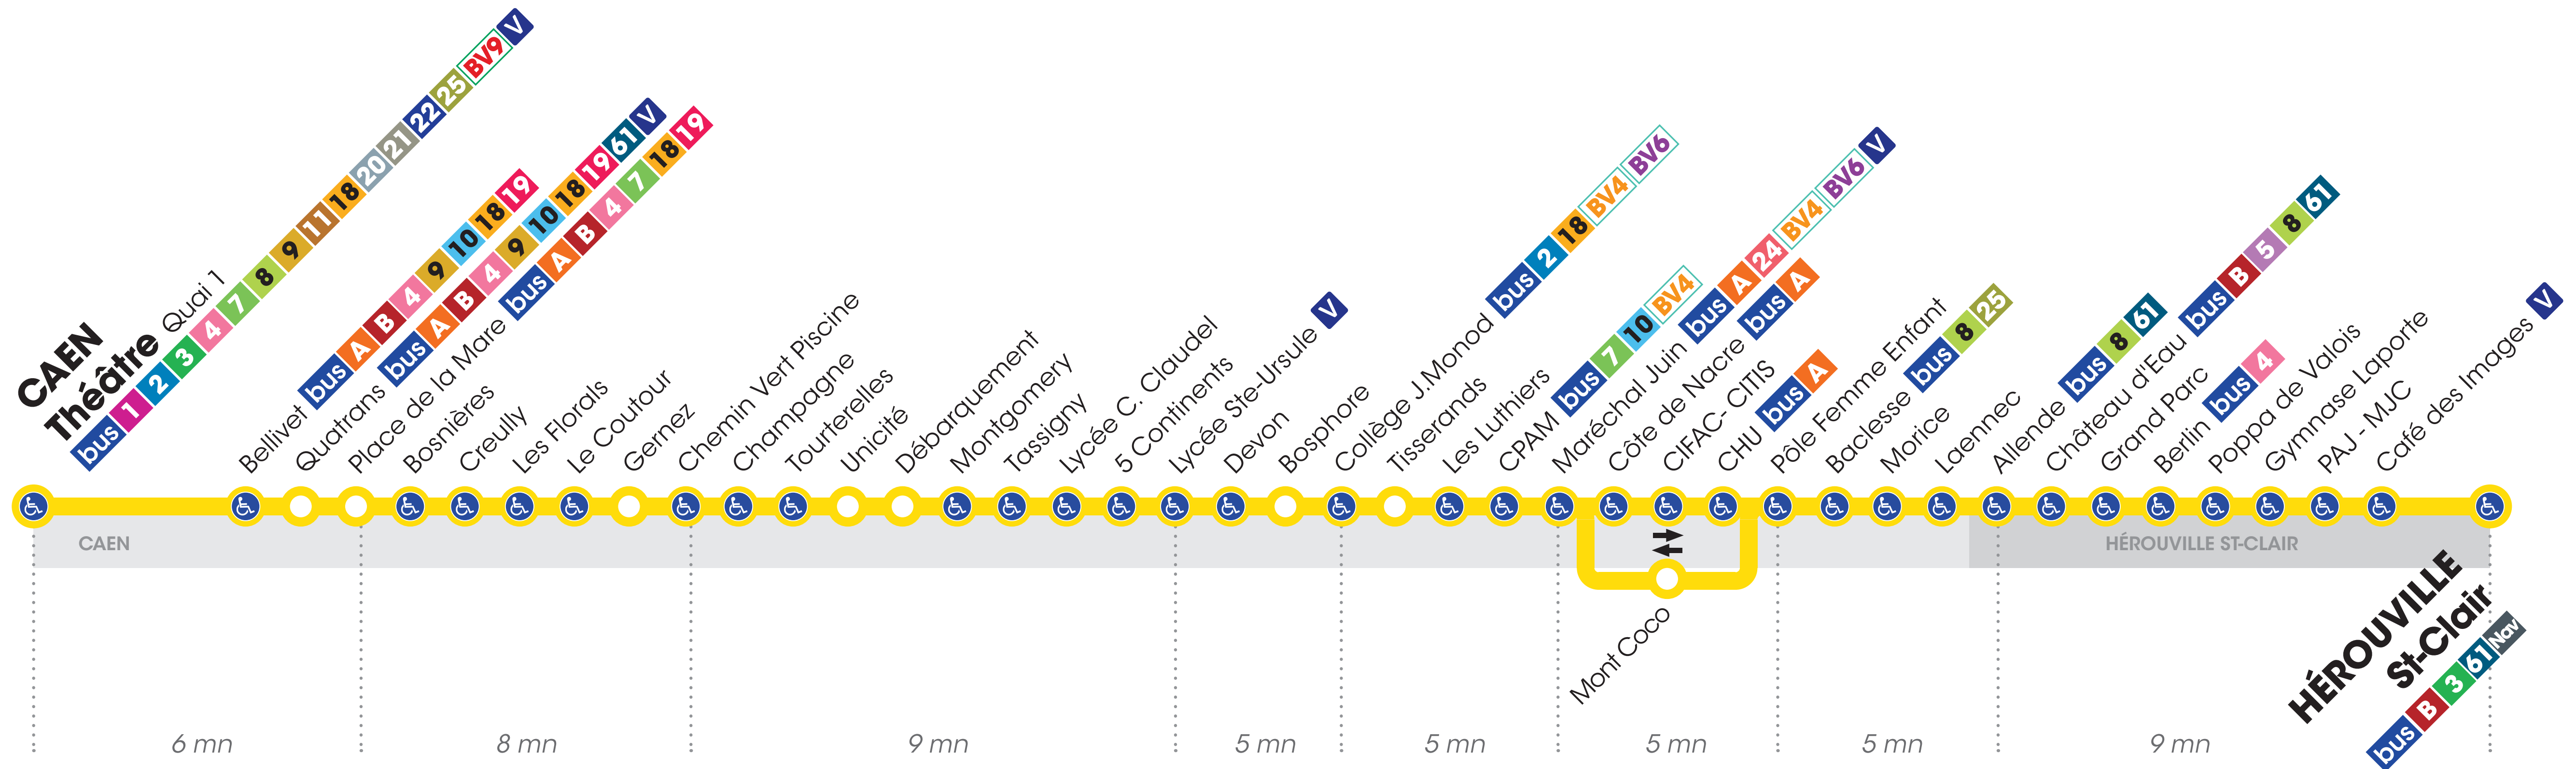 CAEN
Théâtre Quai 1
bus 1 2 3 4 7 8 9 11 18 20 21 22 25 BV9 V
Bellivet bus A B 4 9 10 18 19
Quatrans bus A B 4 9 10 18 19 61 V
Place de la Mare bus A B 4 7 18 19
Bosnières
Creully
Les Florals
Le Coutour
Gernez
Chemin Vert Piscine
Champagne
Tourterelles
Unicité
Débarquement
Montgomery
Tassigny
Lycée C. Claudel
5 Continents
Lycée Ste-Ursule V
Devon
Bosphore
Collège J.Monod bus 2 18 BV4 BV6
Tisserands
Les Luthiers
CPAM bus 7 10 BV4
Maréchal Juin bus A 24 BV4 BV6 V
Côte de Nacre bus A
CIFAC- CITIS
CHU bus A
Pôle Femme Enfant
Baclesse bus 8 25
Morice
Laennec
Allende bus 8 61
Château d'Eau bus B 5 8 61
Grand Parc
Berlin bus 4
Poppa de Valois
Gymnase Laporte
PAJ - MJC
Café des Images V
CAEN
HÉROUVILLE ST-CLAIR
Mont Coco
HÉROUVILLE
St-Clair
bus B 3 61 Nav
6 mn
8 mn
9 mn
5 mn
5 mn
5 mn
5 mn
9 mn